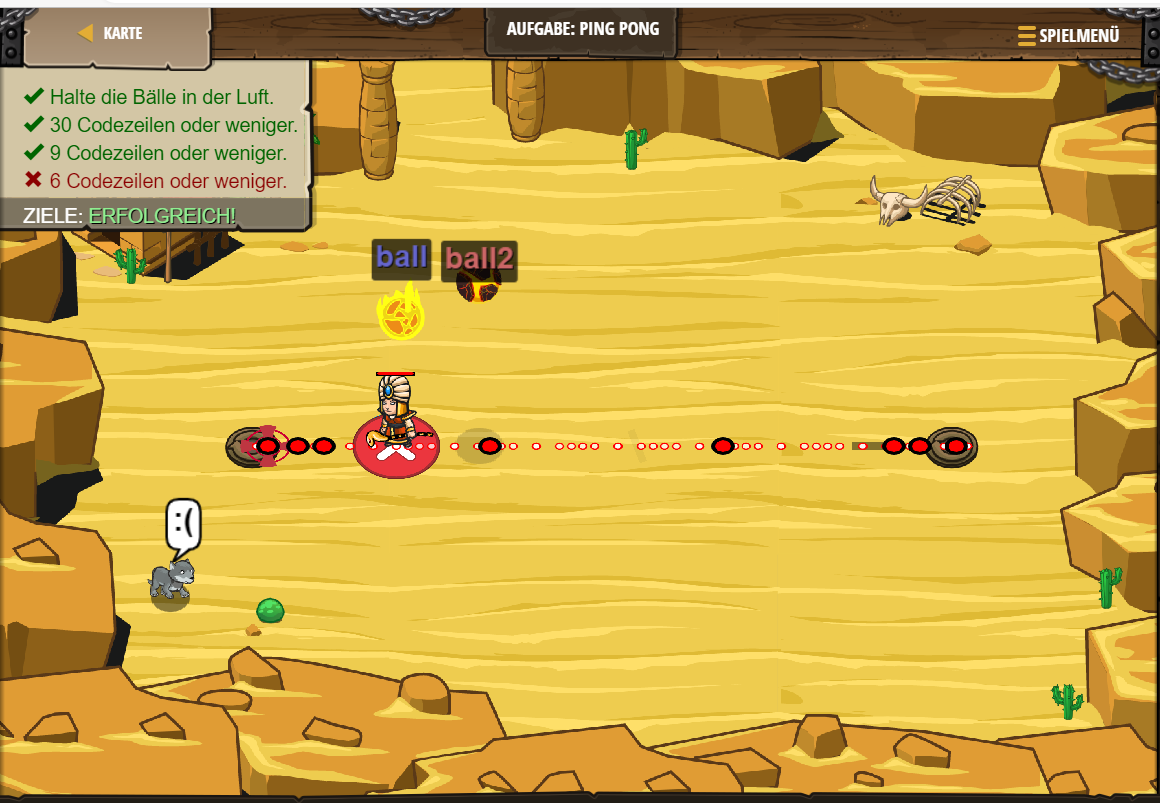 KARTE
AUFGABE: PING PONG
SPIELMENÜ
Halte die Bälle in der Luft.
30 Codezeilen oder weniger.
9 Codezeilen oder weniger.
6 Codezeilen oder weniger.
ZIELE: ERFOLGREICH!
ball
ball2
:(